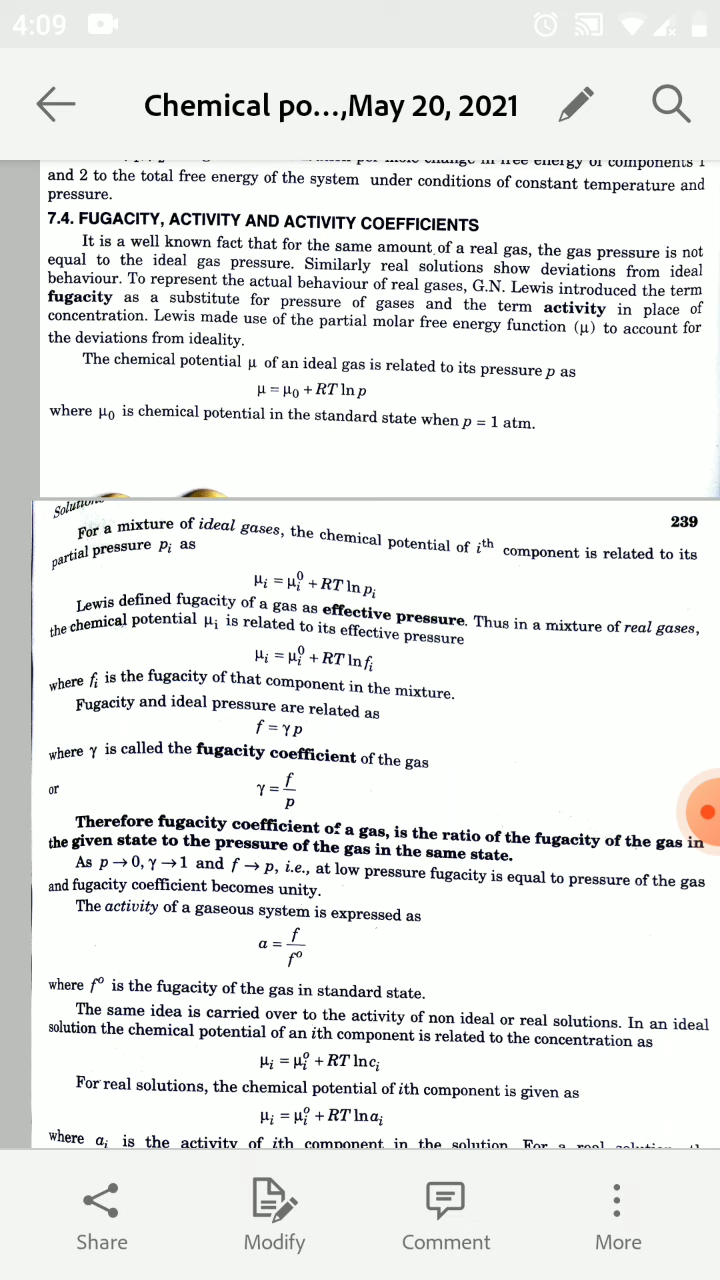 4:09
Chemical po...,May 20, 2021
change in free energy of components 1
and 2 to the total free energy of the system under conditions of constant temperature and
pressure.
7.4. FUGACITY, ACTIVITY AND ACTIVITY COEFFICIENTS
It is a well known fact that for the same amount of a real gas, the gas pressure is not
equal to the ideal gas pressure. Similarly real solutions show deviations from ideal
behaviour. To represent the actual behaviour of real gases, G.N. Lewis introduced the term
fugacity as a substitute for pressure of gases and the term activity in place of
concentration. Lewis made use of the partial molar free energy function (μ) to account for
the deviations from ideality.
The chemical potential μ of an ideal gas is related to its pressure p as
μ = μ₀ + RT ln p
where μ₀ is chemical potential in the standard state when p = 1 atm.
Solutions
239
For a mixture of ideal gases, the chemical potential of iᵗʰ component is related to its
partial pressure pᵢ as
μᵢ = μᵢ⁰ + RT ln pᵢ
Lewis defined fugacity of a gas as effective pressure. Thus in a mixture of real gases,
the chemical potential μᵢ is related to its effective pressure
μᵢ = μᵢ⁰ + RT ln fᵢ
where fᵢ is the fugacity of that component in the mixture.
Fugacity and ideal pressure are related as
f = γp
where γ is called the fugacity coefficient of the gas
or γ = f/p
Therefore fugacity coefficient of a gas, is the ratio of the fugacity of the gas in
the given state to the pressure of the gas in the same state.
As p → 0, γ → 1 and f → p, i.e., at low pressure fugacity is equal to pressure of the gas
and fugacity coefficient becomes unity.
The activity of a gaseous system is expressed as
a = f/f⁰
where f⁰ is the fugacity of the gas in standard state.
The same idea is carried over to the activity of non ideal or real solutions. In an ideal
solution the chemical potential of an ith component is related to the concentration as
μᵢ = μᵢ⁰ + RT ln cᵢ
For real solutions, the chemical potential of ith component is given as
μᵢ = μᵢ⁰ + RT ln aᵢ
where aᵢ is the activity of ith component in the solution. For a real
Share Modify Comment More